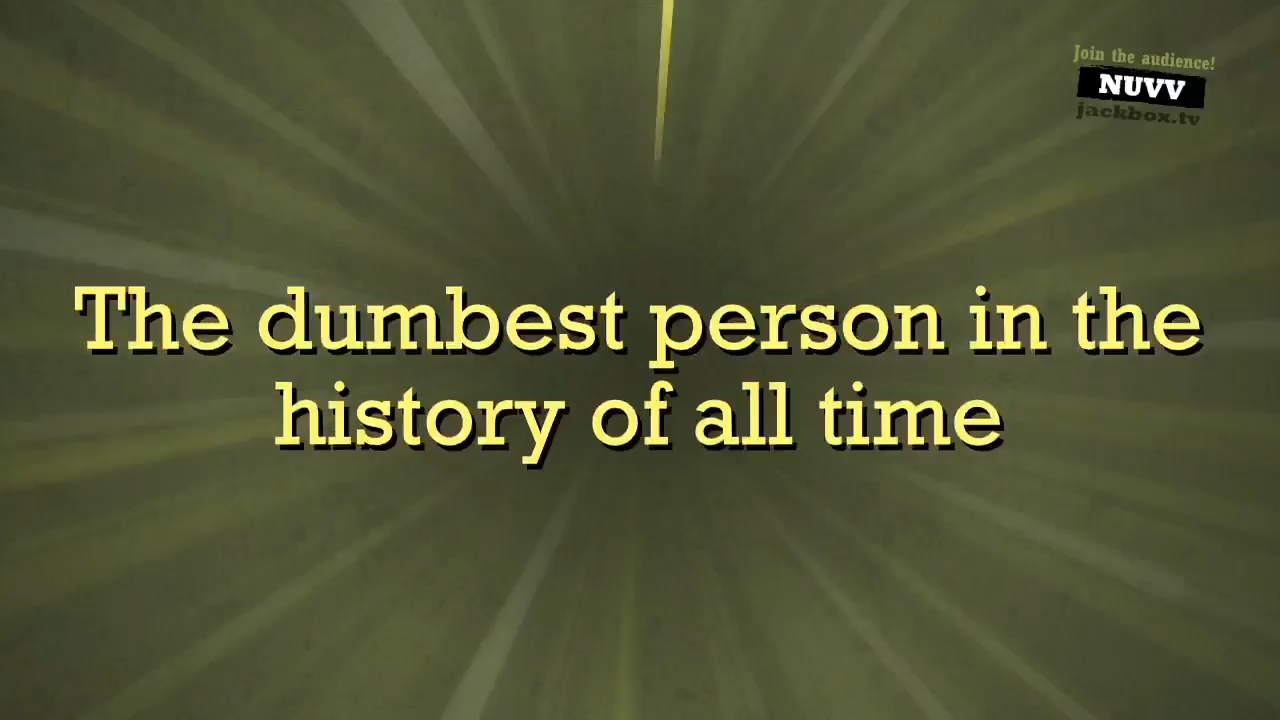 Join the audience!
NUVV
jackbox.tv
The dumbest person in the
history of all time